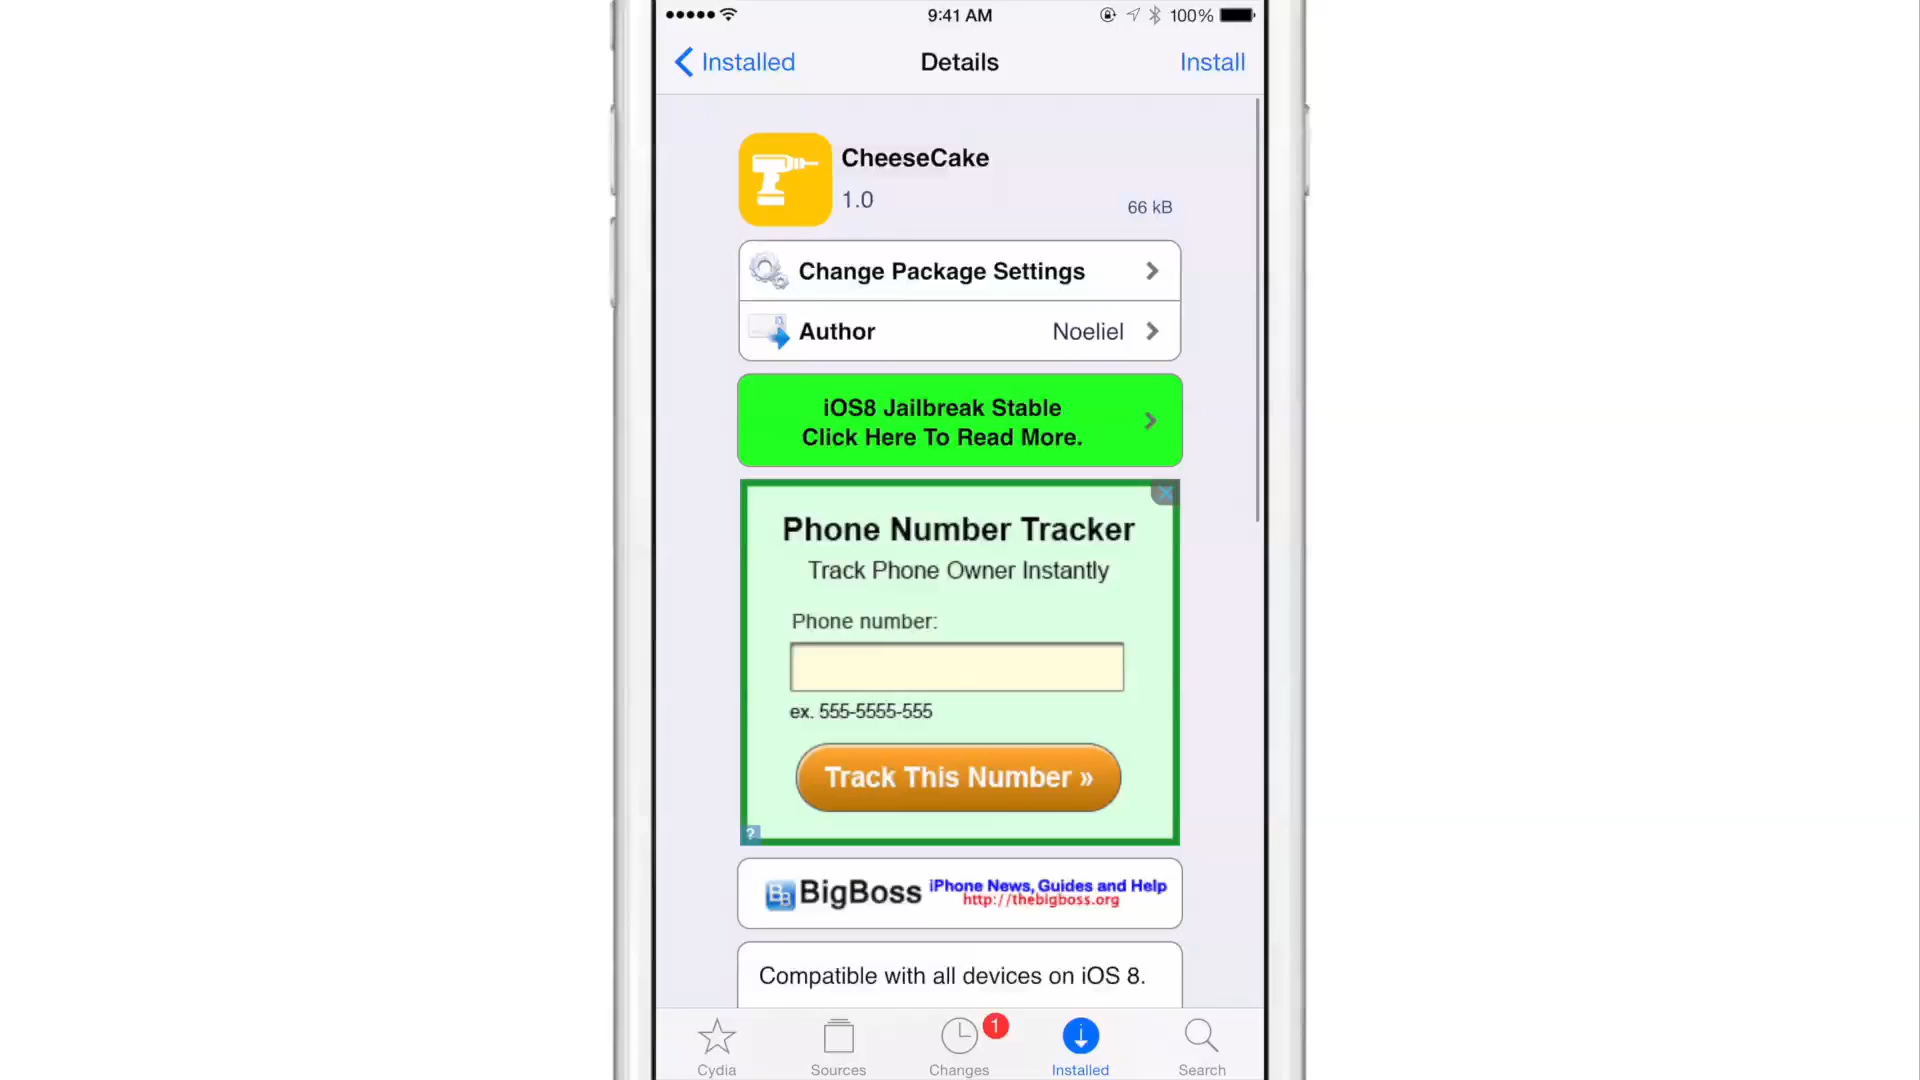 9:41 AM
100%
Installed
Details
Install
CheeseCake
1.0
66 kB
Change Package Settings
Author
Noeliel
iOS8 Jailbreak Stable
Click Here To Read More.
Phone Number Tracker
Track Phone Owner Instantly
Phone number:
ex. 555-5555-555
Track This Number »
?
BB BigBoss
iPhone News, Guides and Help
http://thebigboss.org
Compatible with all devices on iOS 8.
1
Cydia
Sources
Changes
Installed
Search